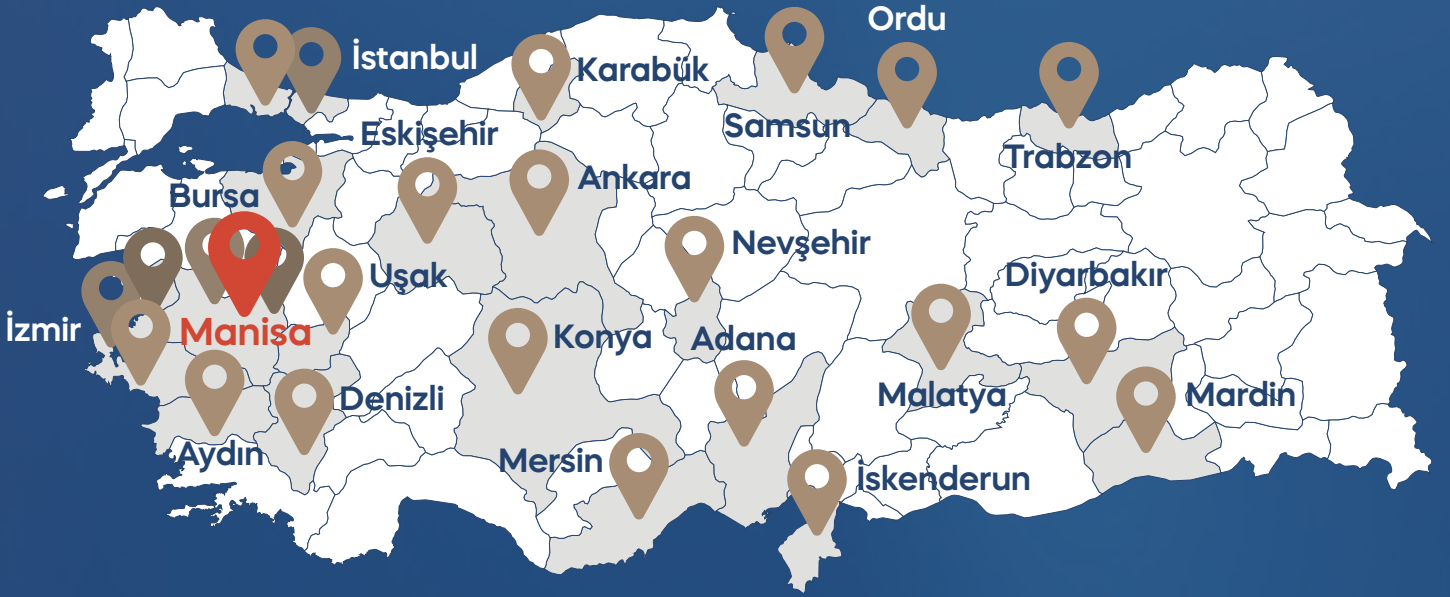 Ordu
İstanbul
Karabük
Samsun
Eskişehir
Trabzon
Ankara
Bursa
Nevşehir
Uşak
Diyarbakır
İzmir
Manisa
Konya
Adana
Malatya
Mardin
Denizli
Aydın
Mersin
İskenderun